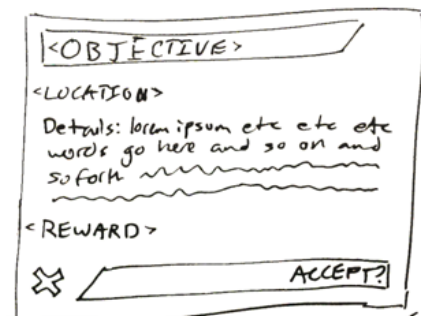 <OBJECTIVE>
<LOCATION>
Details: lorem ipsum etc etc etc
words go here and so on and
so forth
<REWARD>
ACCEPT?